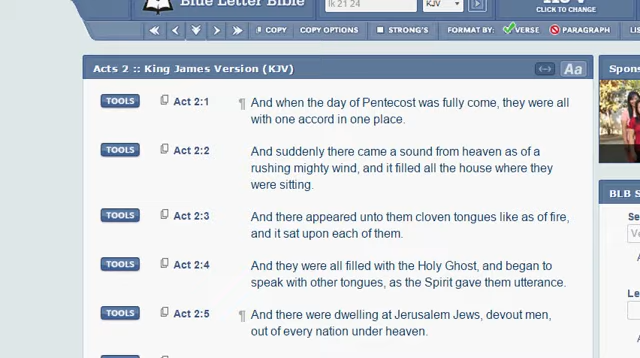 Blue Letter Bible
lk 21 24
KJV
CLICK TO CHANGE
COPY COPY OPTIONS STRONG'S FORMAT BY: VERSE PARAGRAPH
Acts 2 :: King James Version (KJV)
Aa
TOOLS Act 2:1 ¶ And when the day of Pentecost was fully come, they were all
with one accord in one place.
TOOLS Act 2:2 And suddenly there came a sound from heaven as of a
rushing mighty wind, and it filled all the house where they
were sitting.
TOOLS Act 2:3 And there appeared unto them cloven tongues like as of fire,
and it sat upon each of them.
TOOLS Act 2:4 And they were all filled with the Holy Ghost, and began to
speak with other tongues, as the Spirit gave them utterance.
TOOLS Act 2:5 ¶ And there were dwelling at Jerusalem Jews, devout men,
out of every nation under heaven.
Spons
BLB S
Se
Le